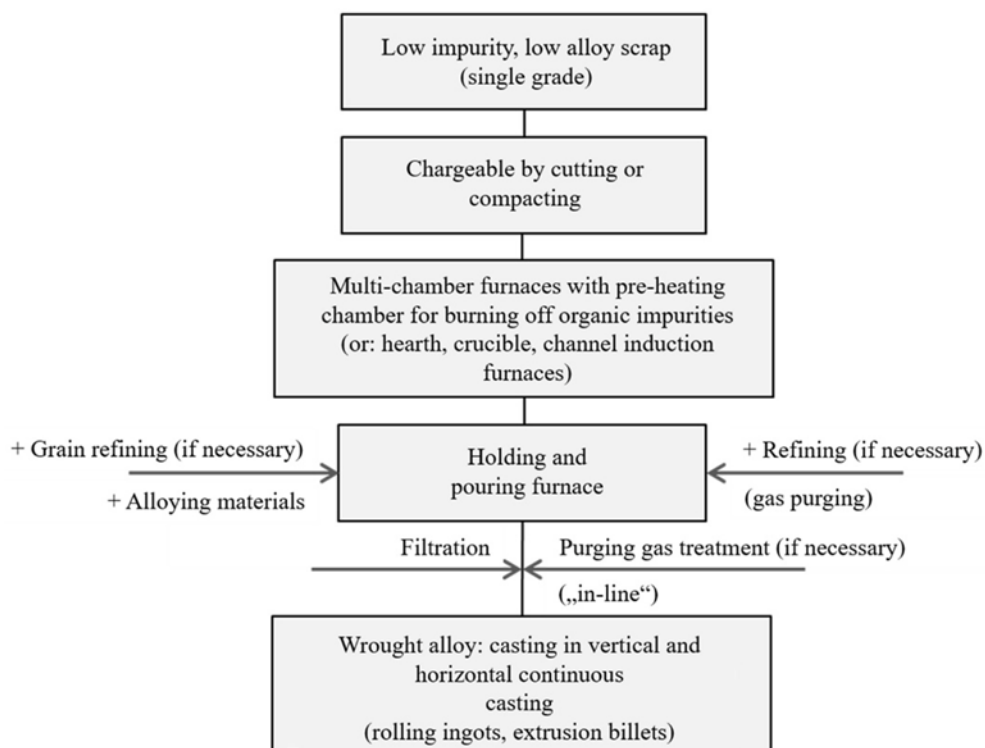 Low impurity, low alloy scrap
(single grade)
Chargeable by cutting or
compacting
Multi-chamber furnaces with pre-heating
chamber for burning off organic impurities
(or: hearth, crucible, channel induction
furnaces)
+ Grain refining (if necessary)
+ Alloying materials
Holding and
pouring furnace
+ Refining (if necessary)
(gas purging)
Filtration
Purging gas treatment (if necessary)
(„in-line“)
Wrought alloy: casting in vertical and
horizontal continuous
casting
(rolling ingots, extrusion billets)